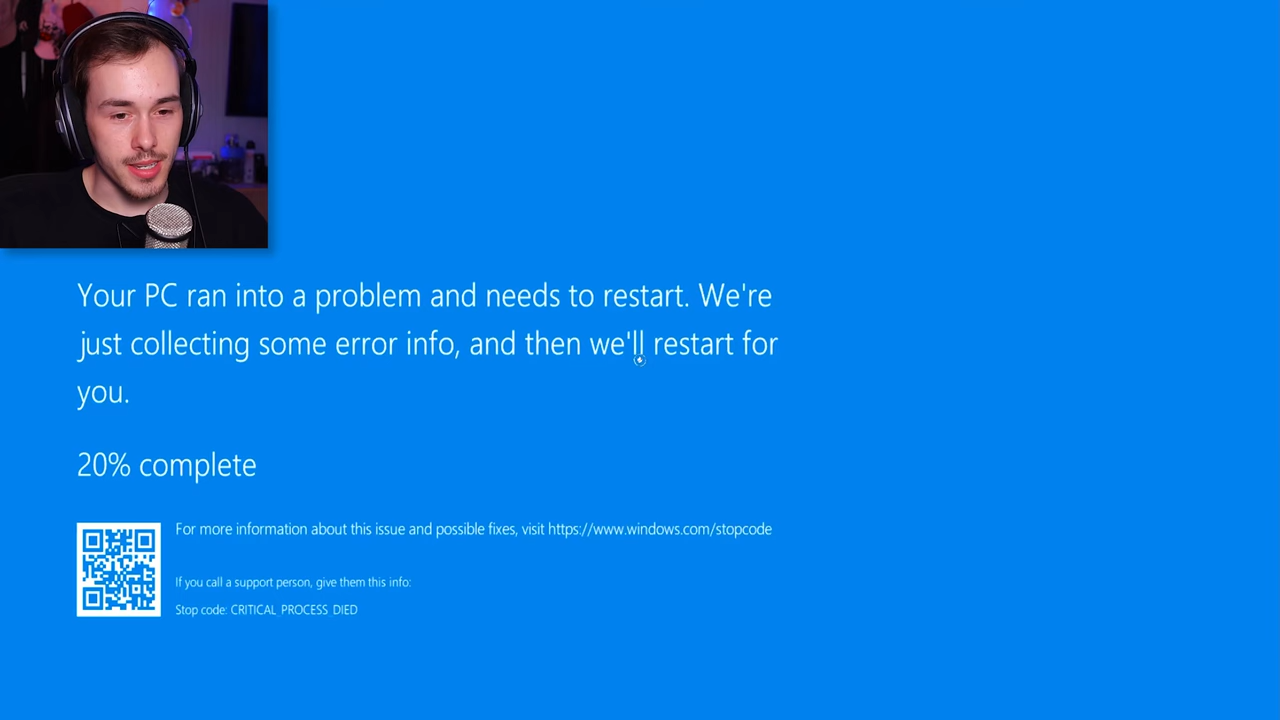 Your PC ran into a problem and needs to restart. We're
just collecting some error info, and then we'll restart for
you.
20% complete
For more information about this issue and possible fixes, visit https://www.windows.com/stopcode
If you call a support person, give them this info:
Stop code: CRITICAL_PROCESS_DIED